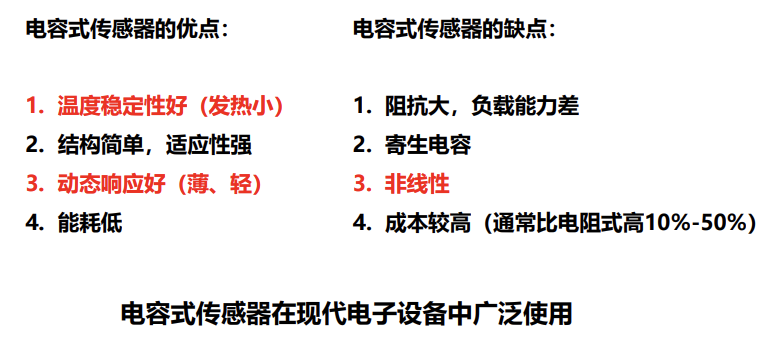 电容式传感器的优点：
1. 温度稳定性好（发热小）
2. 结构简单，适应性强
3. 动态响应好（薄、轻）
4. 能耗低
电容式传感器的缺点：
1. 阻抗大，负载能力差
2. 寄生电容
3. 非线性
4. 成本较高（通常比电阻式高10%-50%）
电容式传感器在现代电子设备中广泛使用